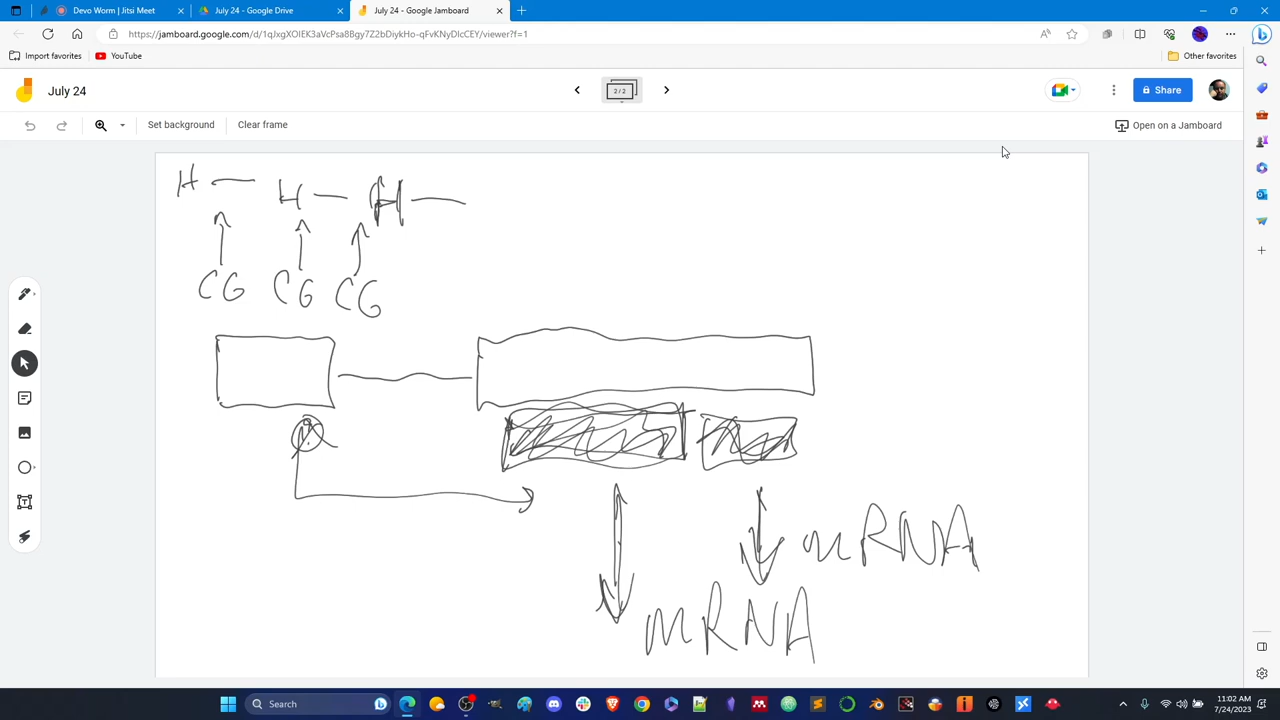 Devo Worm | Jitsi Meet
July 24 - Google Drive
July 24 - Google Jamboard
https://jamboard.google.com/d/1qJxgXOIEK3aVcPsa8Bgy7Z2bDiykHo-qFvKNyDlcCEY/viewer?f=1
Import favorites
YouTube
Other favorites
July 24
2 / 2
Share
Set background
Clear frame
Open on a Jamboard
H — H — H —
CG CG CG
mRNA
mRNA
Search
11:02 AM
7/24/2023